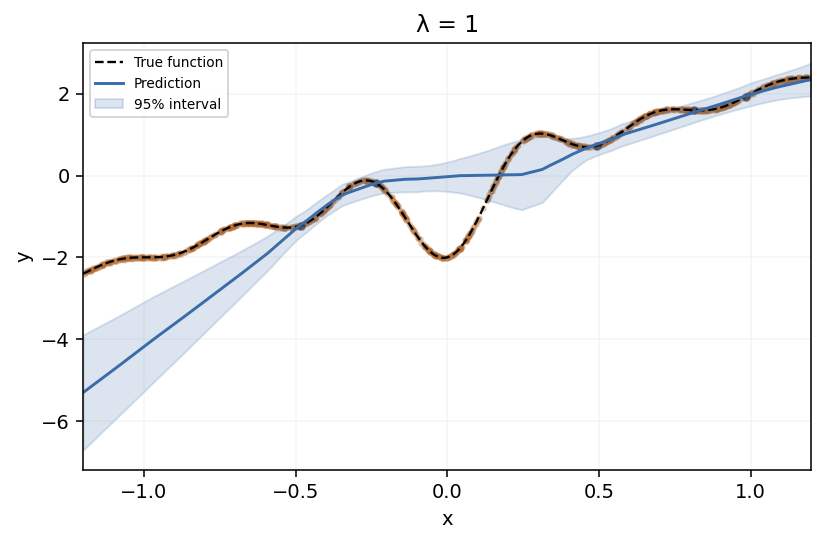 λ = 1
True function
Prediction
95% interval
y
2
0
−2
−4
−6
−1.0 −0.5 0.0 0.5 1.0
x